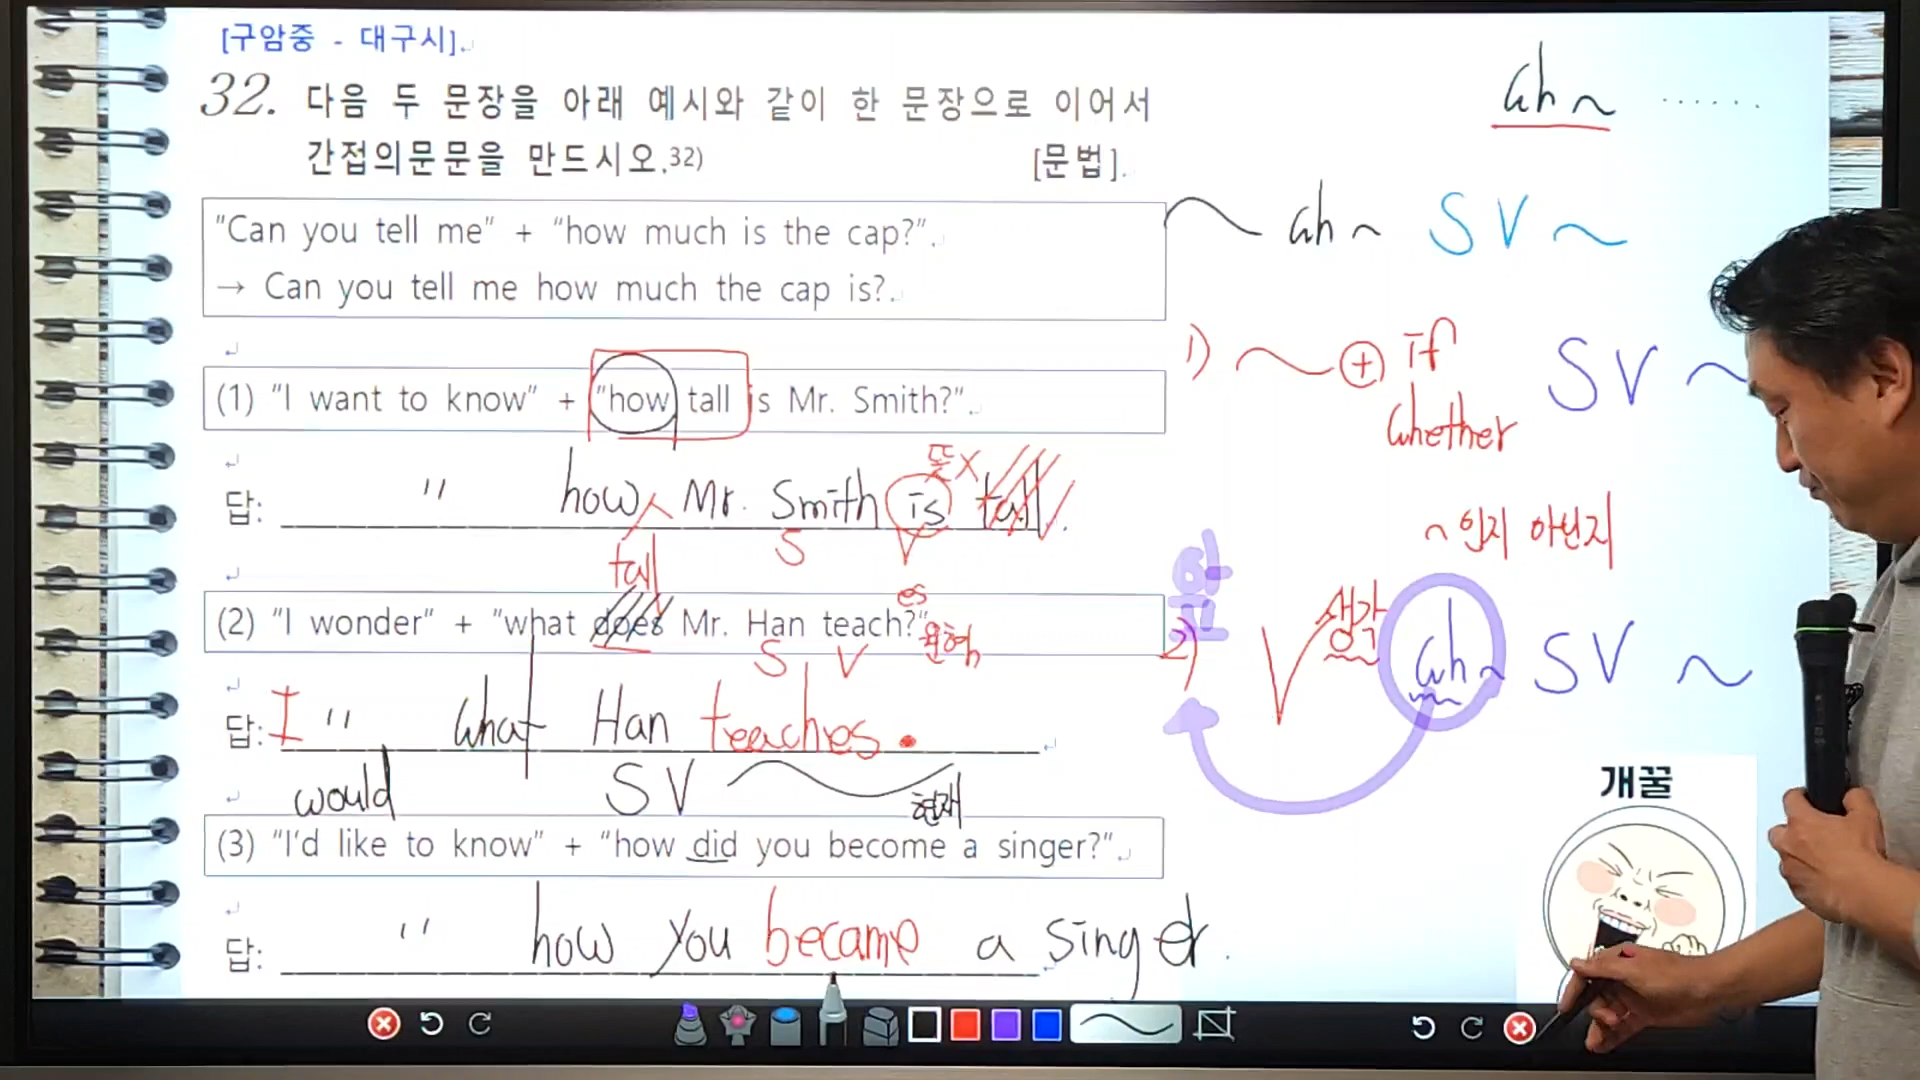 [구암중 - 대구시].
32. 다음 두 문장을 아래 예시와 같이 한 문장으로 이어서
간접의문문을 만드시오.32) [문법].
"Can you tell me" + "how much is the cap?".
→ Can you tell me how much the cap is?.
(1) "I want to know" + "how tall is Mr. Smith?".
또X
답: " how Mr. Smith is tall.
tall S V
es
(2) "I wonder" + "what does Mr. Han teach?"
S V
답: I " what Han teaches.
would S V 현재
(3) "I'd like to know" + "how did you become a singer?".
답: " how you became a singer.
wh~ ......
~ wh~ SV~
1) ~ + if SV~
whether
~인지 아닌지
2) V 생각 wh~ SV ~
개꿀